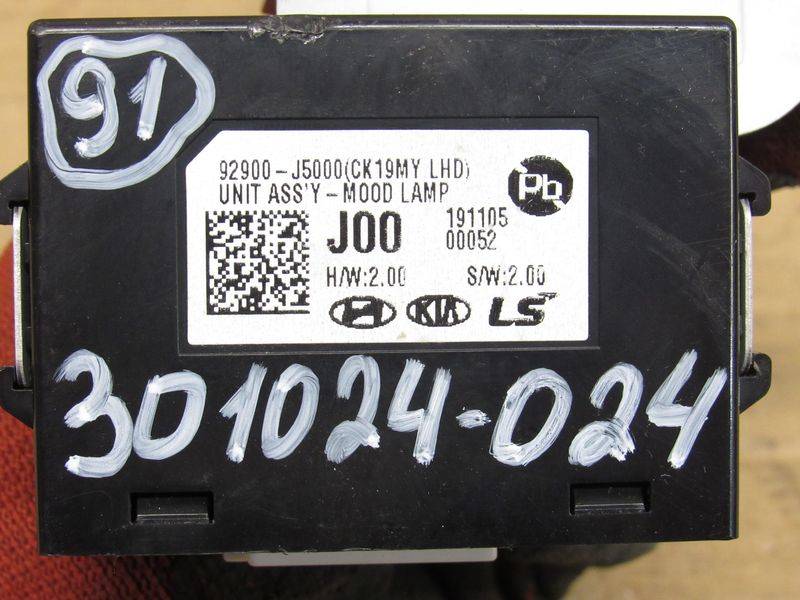 91
92900-J5000(CK19MY LHD)
UNIT ASS'Y-MOOD LAMP
Pb
J00
191105
00052
H/W:2.00 S/W:2.00
KIA LS
301024-024